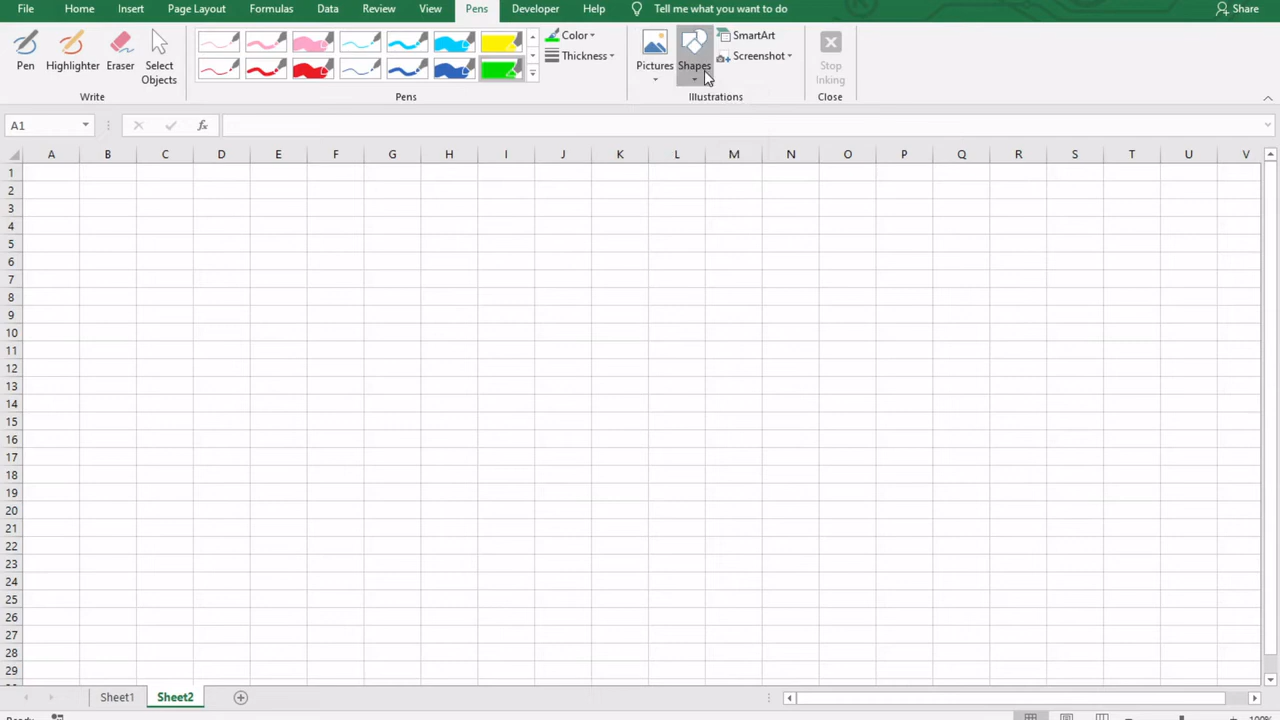 File Home Insert Page Layout Formulas Data Review View Pens Developer Help Tell me what you want to do Share
Pen Highlighter Eraser Select Objects
Color
Thickness
Pictures Shapes
SmartArt
Screenshot
Stop Inking
Write Pens Illustrations Close
A1 fx
A B C D E F G H I J K L M N O P Q R S T U V
1
2
3
4
5
6
7
8
9
10
11
12
13
14
15
16
17
18
19
20
21
22
23
24
25
26
27
28
29
Sheet1 Sheet2
Ready 100%